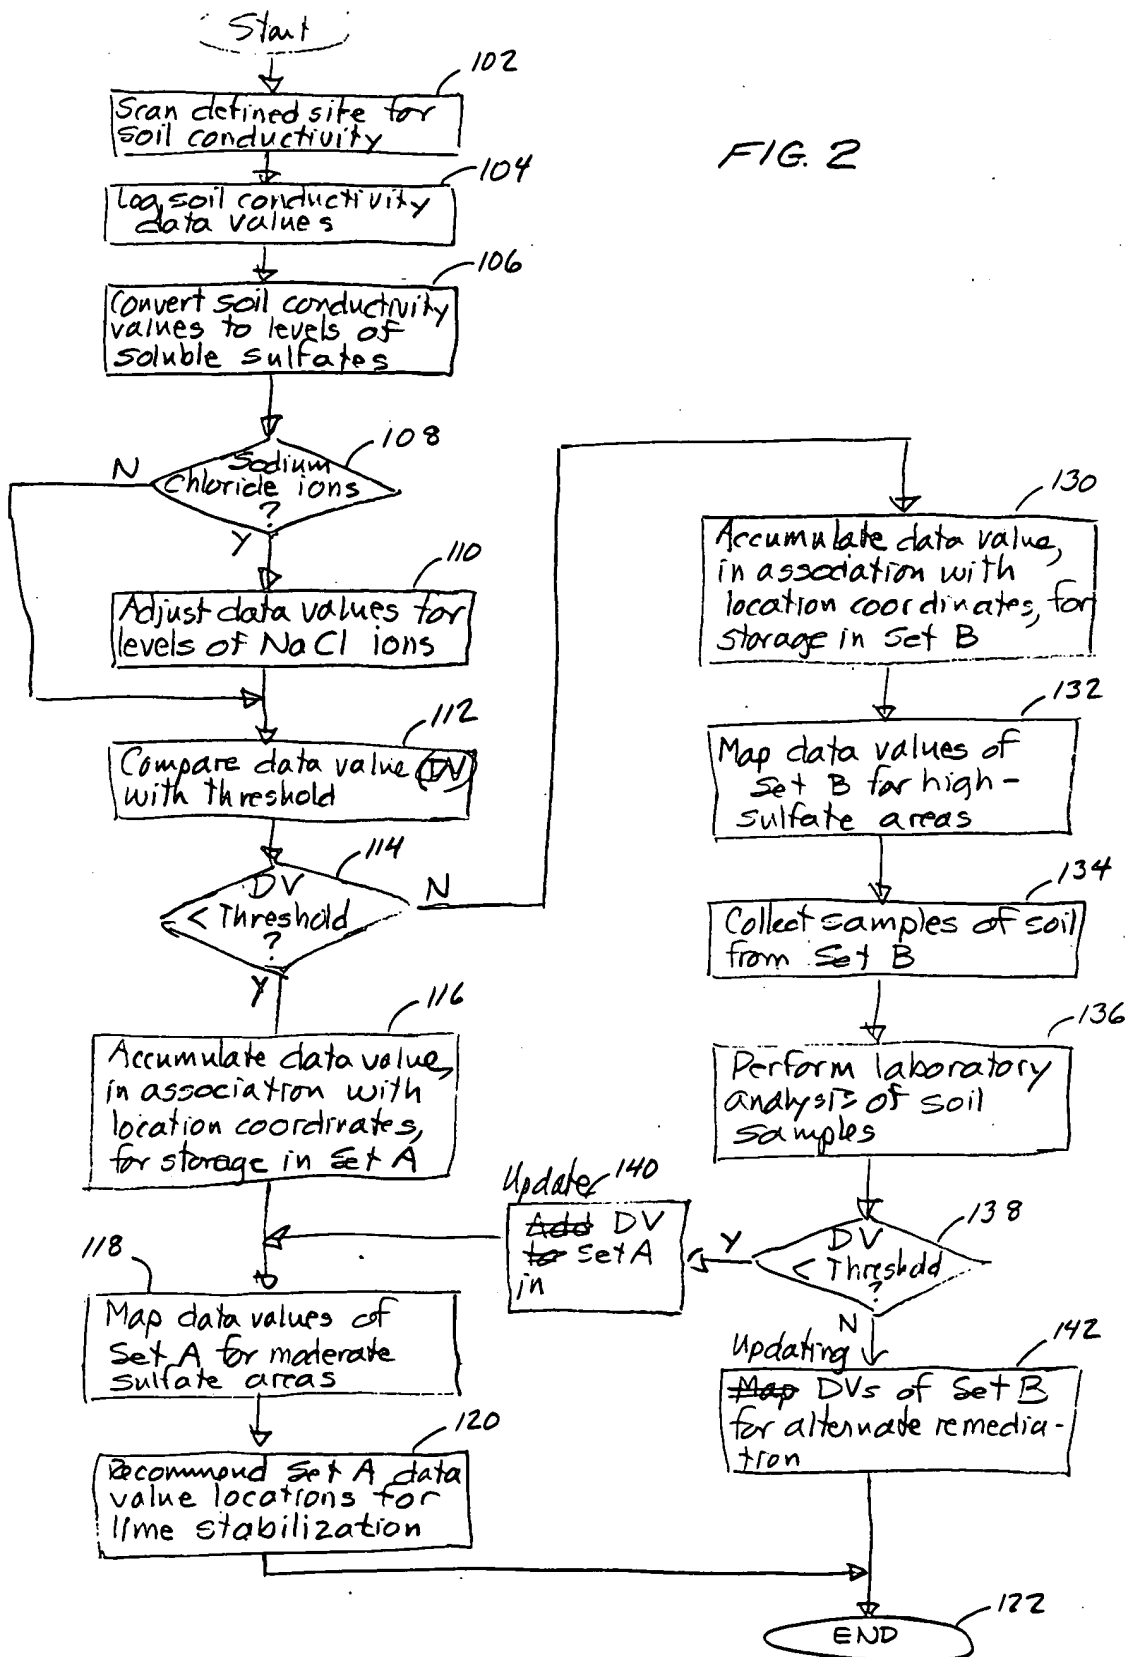 Start
102
Scan defined site for
soil conductivity
FIG. 2
104
Log soil conductivity
data values
106
Convert soil conductivity
values to levels of
soluble sulfates
108
N
Sodium
Chloride ions
?
Y
110
Adjust data values for
levels of NaCl ions
112
Compare data value (DV)
with threshold
114
DV
< Threshold
?
N
Y
116
Accumulate data value,
in association with
location coordinates,
for storage in Set A
118
Map data values of
Set A for moderate
sulfate areas
120
Recommend Set A data
value locations for
lime stabilization
130
Accumulate data value,
in association with
location coordinates, for
storage in Set B
132
Map data values of
Set B for high-
sulfate areas
134
Collect samples of soil
from Set B
136
Perform laboratory
analysis of soil
samples
138
DV
< Threshold
?
Y
N
Update 140
Add DV
to Set A
in
Updating
142
Map DVs of Set B
for alternate remedia-
tion
122
END